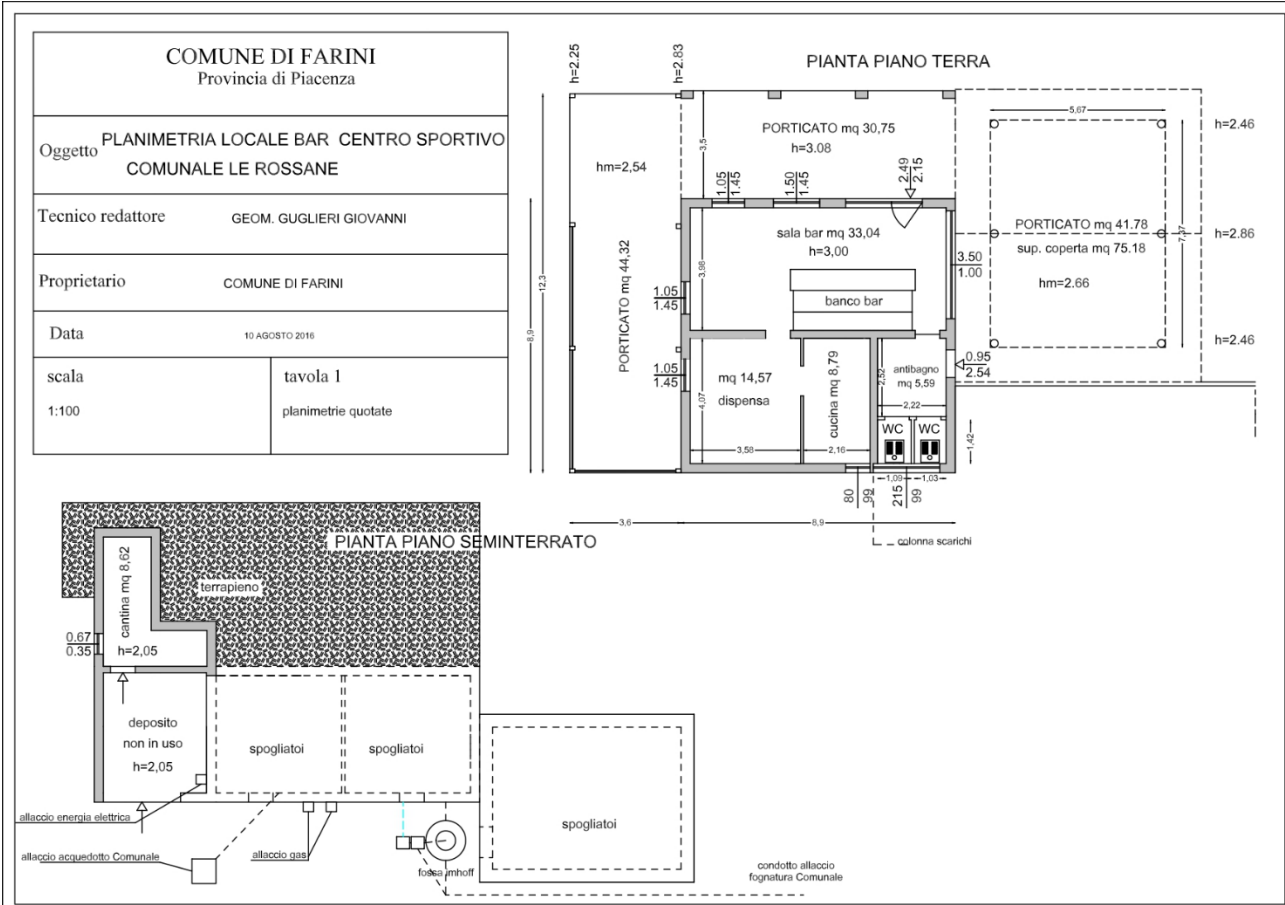 COMUNE DI FARINI
Provincia di Piacenza
Oggetto PLANIMETRIA LOCALE BAR CENTRO SPORTIVO
COMUNALE LE ROSSANE
Tecnico redattore GEOM. GUGLIERI GIOVANNI
Proprietario COMUNE DI FARINI
Data 10 AGOSTO 2016
scala
1:100
tavola 1
planimetrie quotate
PIANTA PIANO TERRA
h=2.25
h=2.83
hm=2,54
PORTICATO mq 44,32
12,3
8,9
3,6
8,9
PORTICATO mq 30,75
h=3.08
3,5
1.05
1.45
1.50
1.45
2.49
2.15
sala bar mq 33,04
h=3,00
3,98
banco bar
1.05
1.45
1.05
1.45
3.50
1.00
mq 14,57
dispensa
4,07
3,58
cucina mq 8,79
2,16
antibagno
mq 5,59
2,52
2,22
WC
WC
1,42
1,09
1,03
80
99
215
99
0.95
2.54
colonna scarichi
5,67
7,37
PORTICATO mq 41.78
sup. coperta mq 75.18
hm=2.66
h=2.46
h=2.86
h=2.46
PIANTA PIANO SEMINTERRATO
terrapieno
cantina mq 8,62
h=2,05
0.67
0.35
deposito
non in uso
h=2,05
spogliatoi
spogliatoi
spogliatoi
allaccio energia elettrica
allaccio acquedotto Comunale
allaccio gas
fossa imhoff
condotto allaccio
fognatura Comunale